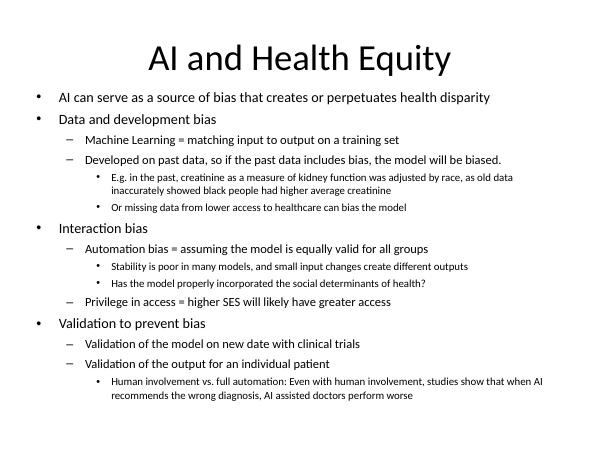 AI and Health Equity
• AI can serve as a source of bias that creates or perpetuates health disparity
• Data and development bias
– Machine Learning = matching input to output on a training set
– Developed on past data, so if the past data includes bias, the model will be biased.
• E.g. in the past, creatinine as a measure of kidney function was adjusted by race, as old data
inaccurately showed black people had higher average creatinine
• Or missing data from lower access to healthcare can bias the model
• Interaction bias
– Automation bias = assuming the model is equally valid for all groups
• Stability is poor in many models, and small input changes create different outputs
• Has the model properly incorporated the social determinants of health?
– Privilege in access = higher SES will likely have greater access
• Validation to prevent bias
– Validation of the model on new date with clinical trials
– Validation of the output for an individual patient
• Human involvement vs. full automation: Even with human involvement, studies show that when AI
recommends the wrong diagnosis, AI assisted doctors perform worse